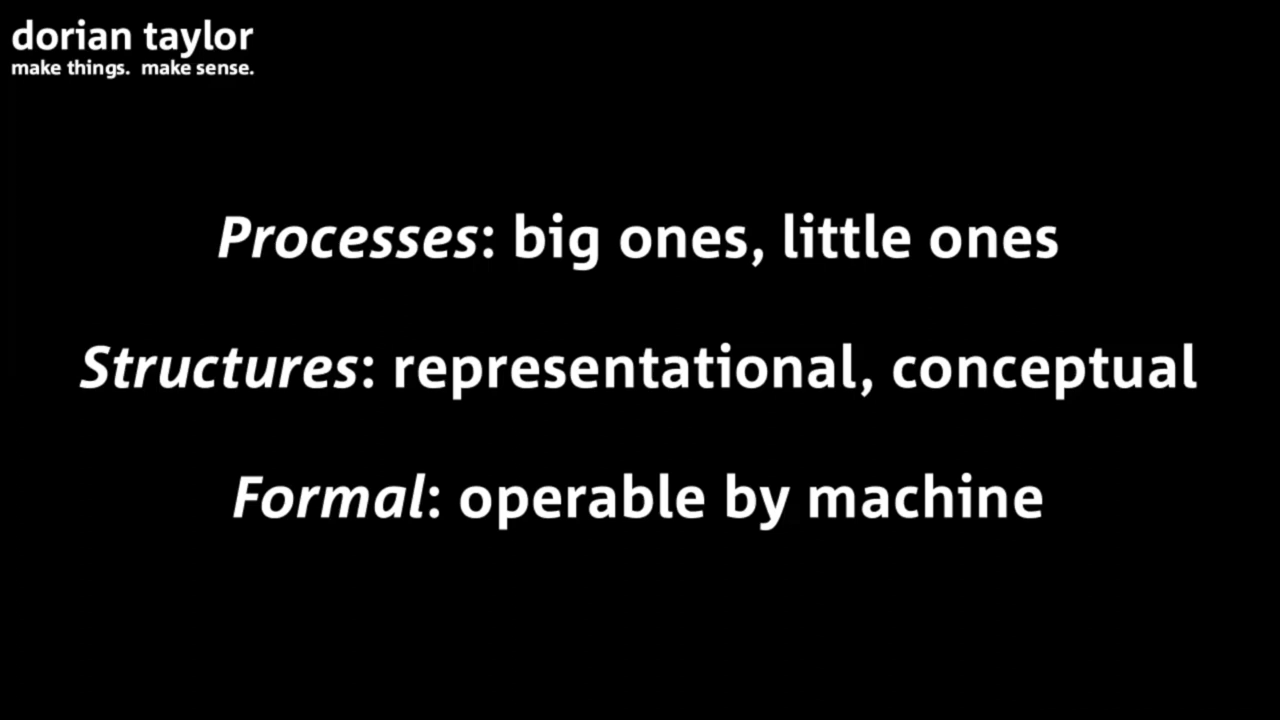 dorian taylor
make things. make sense.
Processes: big ones, little ones
Structures: representational, conceptual
Formal: operable by machine